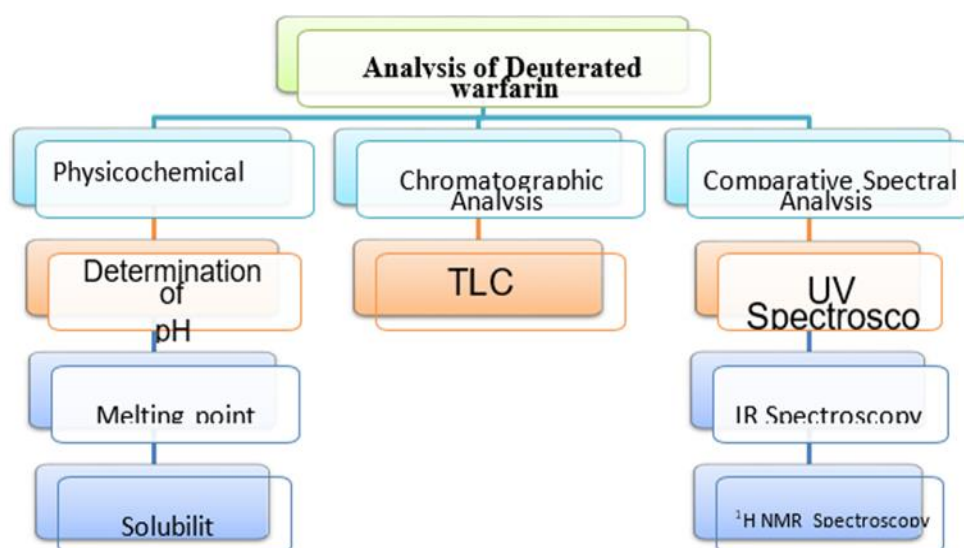 Analysis of Deuterated
warfarin
Physicochemical
Chromatographic
Analysis
Comparative Spectral
Analysis
Determination
of
pH
TLC
UV
Spectrosco
Melting point
IR Spectroscopy
Solubilit
¹H NMR Spectroscopy